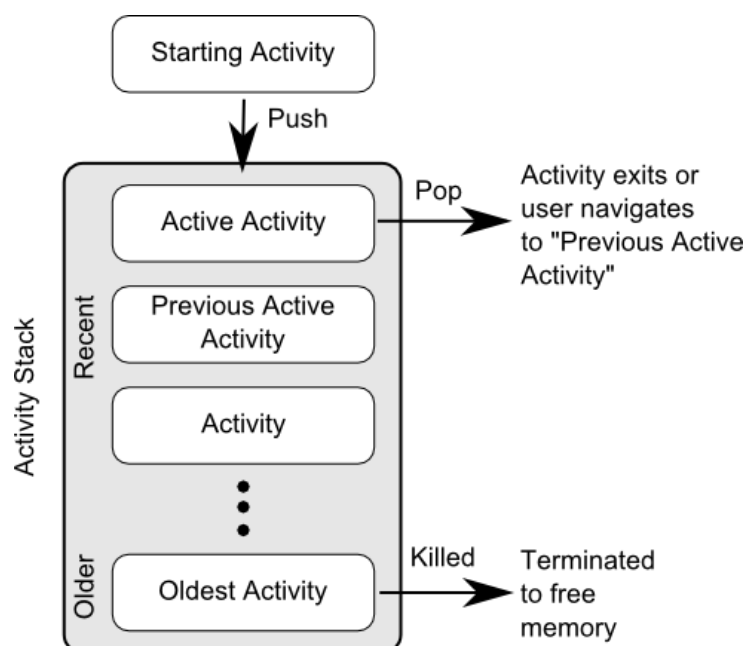 Starting Activity
Push
Active Activity
Pop
Activity exits or
user navigates
to "Previous Active
Activity"
Previous Active
Activity
Activity
Oldest Activity
Killed
Terminated
to free
memory
Recent
Older
Activity Stack